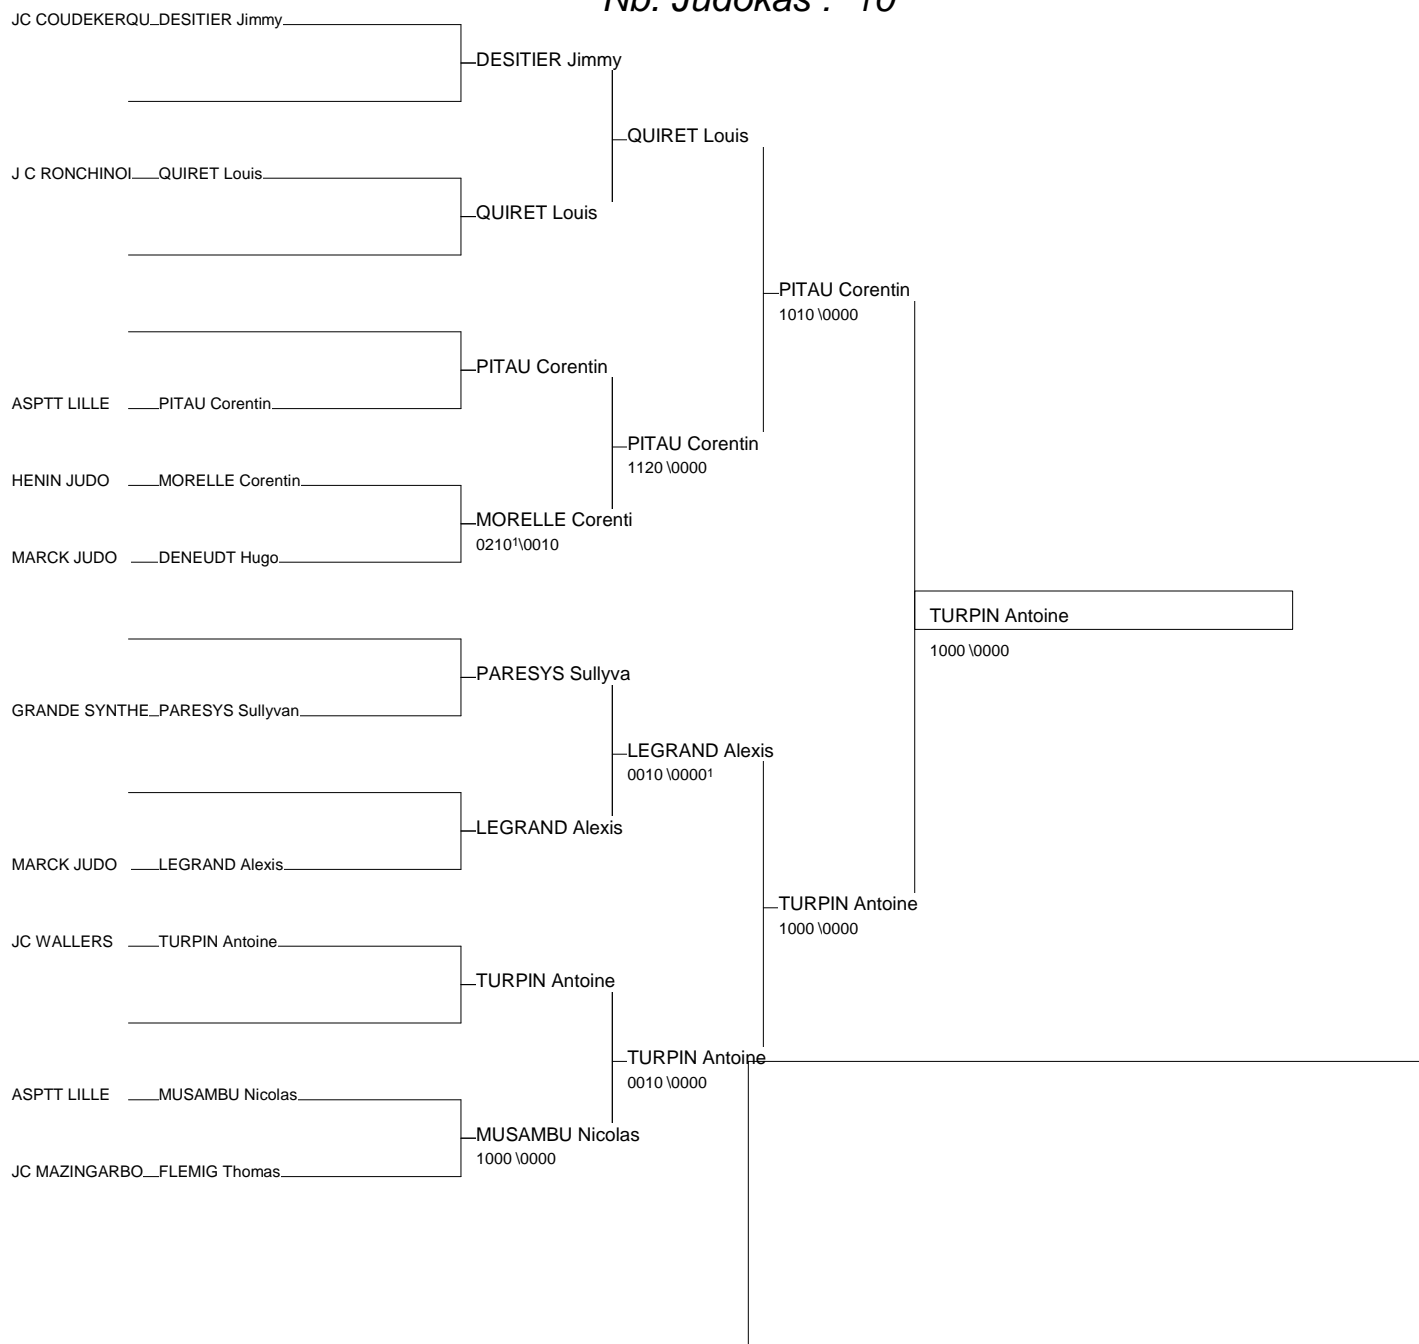 Nb. Judokas : 10
JC COUDEKERQU DESITIER Jimmy
DESITIER Jimmy
QUIRET Louis
J C RONCHINOI QUIRET Louis
QUIRET Louis
PITAU Corentin
1010 \0000
PITAU Corentin
ASPTT LILLE PITAU Corentin
PITAU Corentin
1120 \0000
HENIN JUDO MORELLE Corentin
MORELLE Corenti
0210¹\0010
MARCK JUDO DENEUDT Hugo
TURPIN Antoine
1000 \0000
PARESYS Sullyva
GRANDE SYNTHE PARESYS Sullyvan
LEGRAND Alexis
0010 \0000¹
LEGRAND Alexis
MARCK JUDO LEGRAND Alexis
TURPIN Antoine
1000 \0000
JC WALLERS TURPIN Antoine
TURPIN Antoine
TURPIN Antoine
0010 \0000
ASPTT LILLE MUSAMBU Nicolas
MUSAMBU Nicolas
1000 \0000
JC MAZINGARBO FLEMIG Thomas